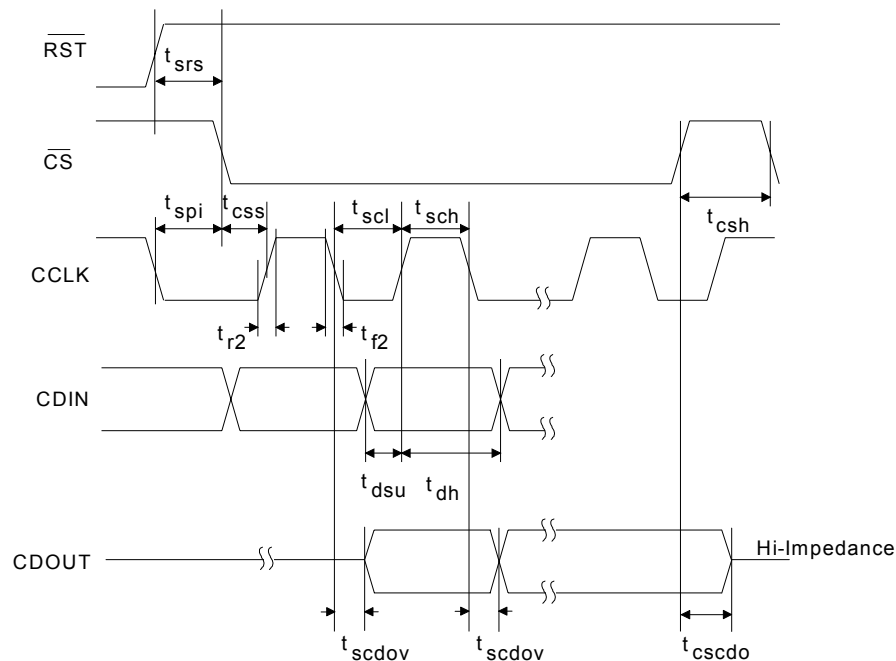 RST
t srs
CS
t spi
t css
t scl
t sch
t csh
CCLK
t r2
t f2
CDIN
t dsu
t dh
CDOUT
Hi-Impedance
t scdov
t scdov
t cscdo